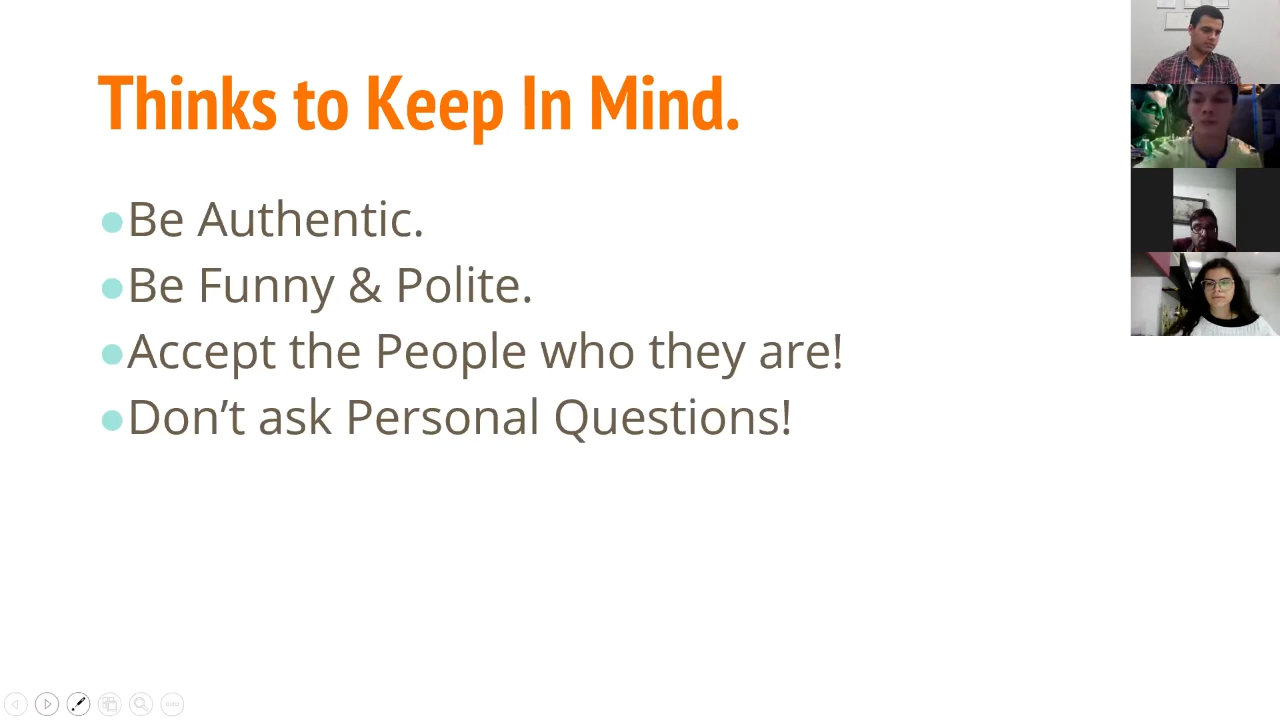 Thinks to Keep In Mind.
Be Authentic.
Be Funny & Polite.
Accept the People who they are!
Don’t ask Personal Questions!